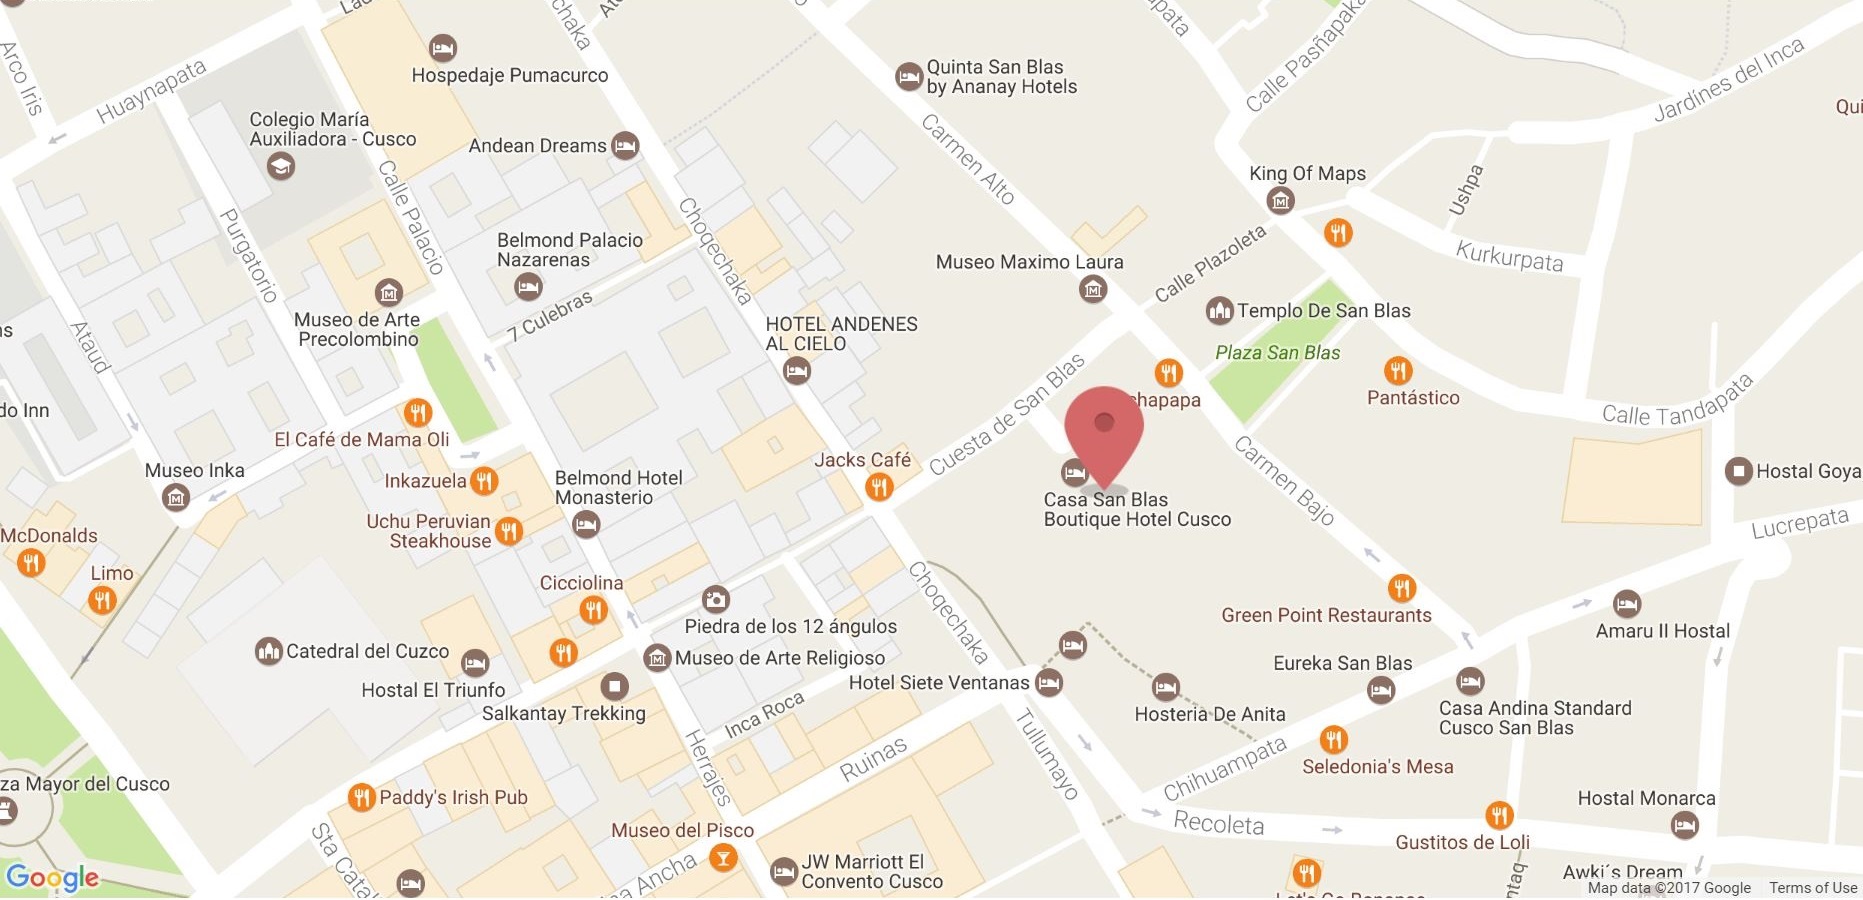 Arco Iris
Huaynapata
Hospedaje Pumacurco
Quinta San Blas
by Ananay Hotels
Calle Pasñapaka
Jardínes del Inca
Colegio María
Auxiliadora - Cusco
Andean Dreams
Carmen Alto
King Of Maps
Ushpa
Calle Palacio
Choqechaka
Purgatorio
Belmond Palacio
Nazarenas
Museo Maximo Laura
Calle Plazoleta
Kurkurpata
Museo de Arte
Precolombino
7 Culebras
HOTEL ANDENES
AL CIELO
Templo De San Blas
Plaza San Blas
Ataud
Cuesta de San Blas
Pantástico
Calle Tandapata
El Café de Mama Oli
Museo Inka
Inkazuela
Belmond Hotel
Monasterio
Jacks Café
Carmen Bajo
Hostal Goya
Casa San Blas
Boutique Hotel Cusco
Lucrepata
Uchu Peruvian
Steakhouse
McDonalds
Limo
Cicciolina
Choqechaka
Green Point Restaurants
Piedra de los 12 ángulos
Amaru II Hostal
Catedral del Cuzco
Museo de Arte Religioso
Hostal El Triunfo
Hotel Siete Ventanas
Eureka San Blas
Salkantay Trekking
Inca Roca
Hosteria De Anita
Casa Andina Standard
Cusco San Blas
Herrajes
Ruinas
Tullumayo
Chihuampata
Seledonia's Mesa
za Mayor del Cusco
Paddy's Irish Pub
Hostal Monarca
Museo del Pisco
Recoleta
Gustitos de Loli
Sta Catal
JW Marriott El
Convento Cusco
Ancha
Awki´s Dream
Google
Map data ©2017 Google
Terms of Use